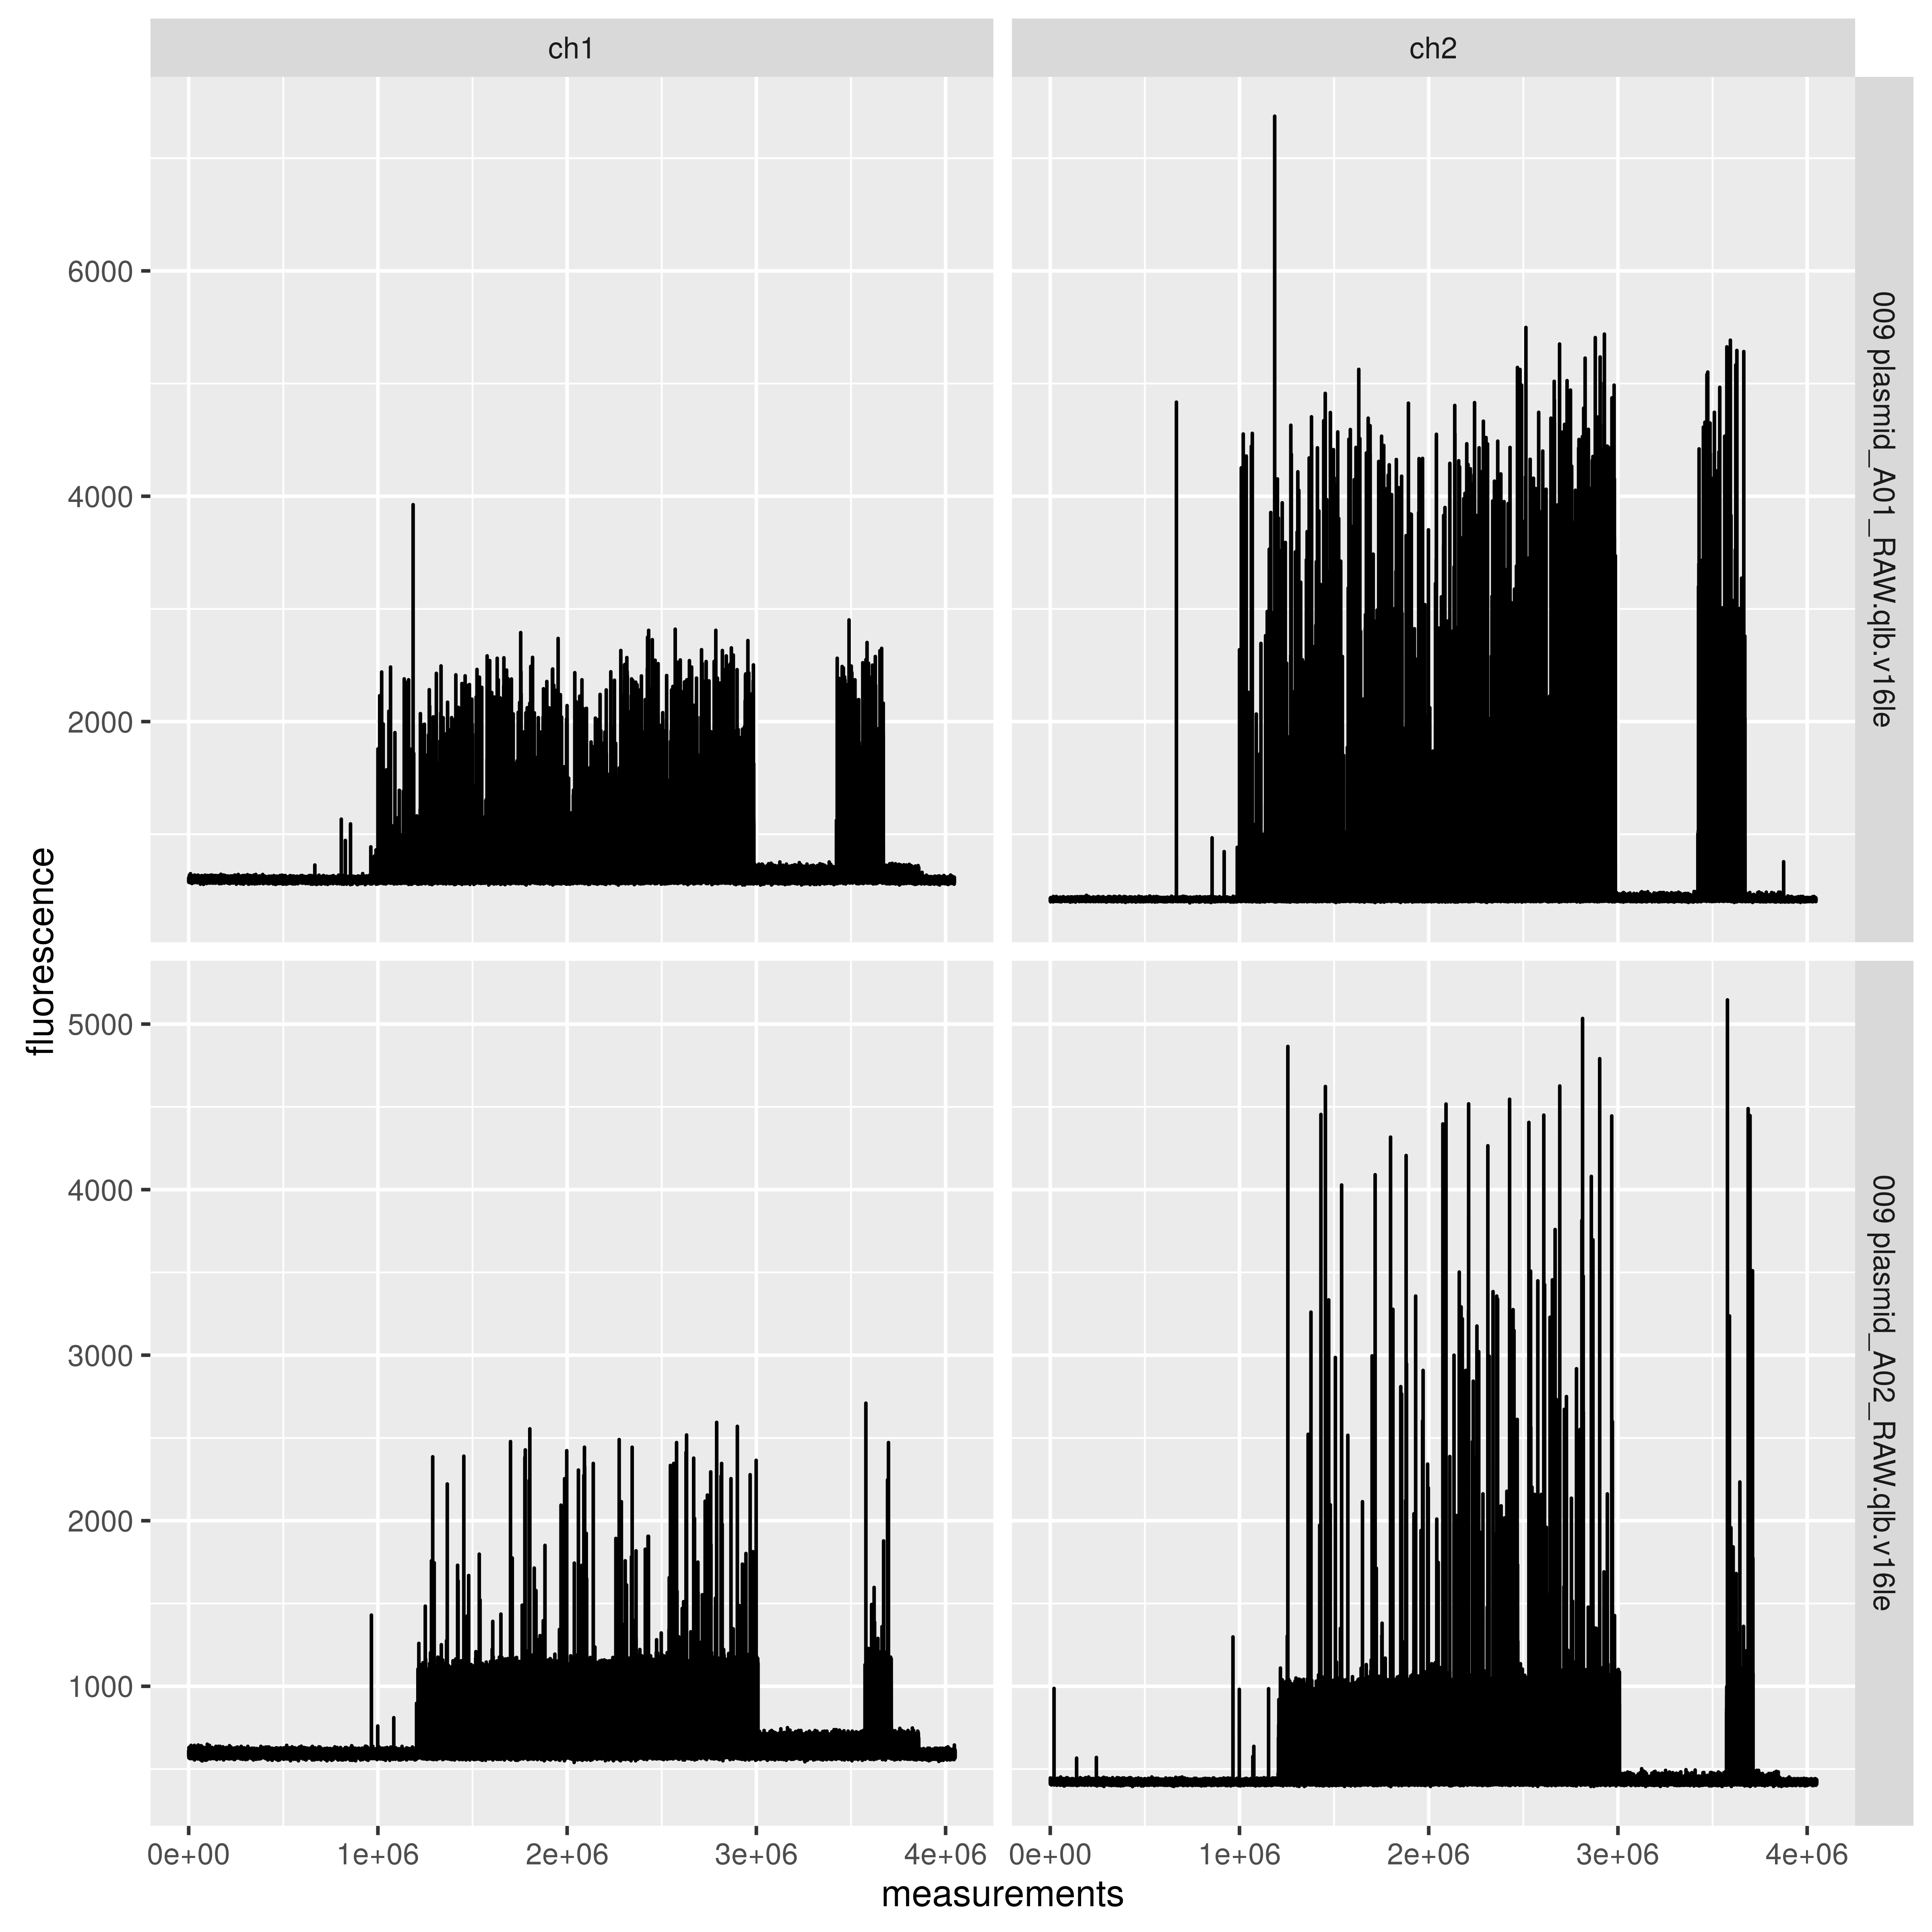 ch1
ch2
6000
4000
2000
009 plasmid_A01_RAW.qlb.v16le
fluorescence
5000
4000
3000
2000
1000
009 plasmid_A02_RAW.qlb.v16le
0e+00 1e+06 2e+06 3e+06 4e+06
0e+00 1e+06 2e+06 3e+06 4e+06
measurements